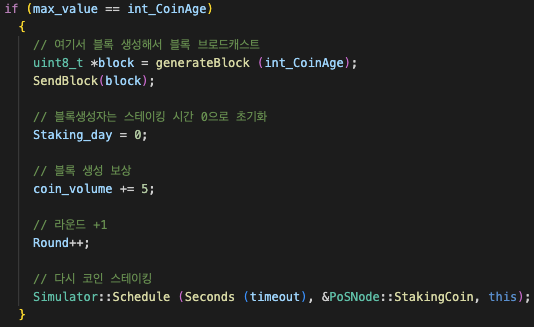 if (max_value == int_CoinAge)
{
// 여기서 블록 생성해서 블록 브로드캐스트
uint8_t *block = generateBlock (int_CoinAge);
SendBlock(block);
// 블록생성자는 스테이킹 시간 0으로 초기화
Staking_day = 0;
// 블록 생성 보상
coin_volume += 5;
// 라운드 +1
Round++;
// 다시 코인 스테이킹
Simulator::Schedule (Seconds (timeout), &PoSNode::StakingCoin, this);
}